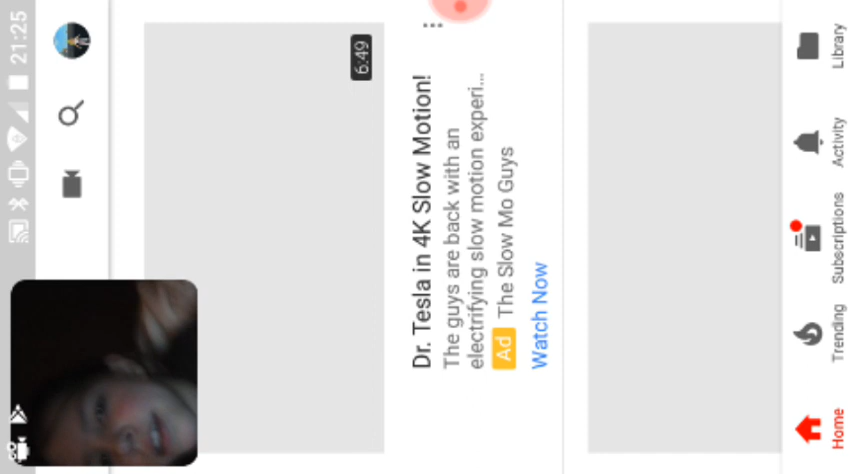 21:25
6:49
Dr. Tesla in 4K Slow Motion!
The guys are back with an
electrifying slow motion experi...
Ad The Slow Mo Guys
Watch Now
Home
Trending
Subscriptions
Activity
Library